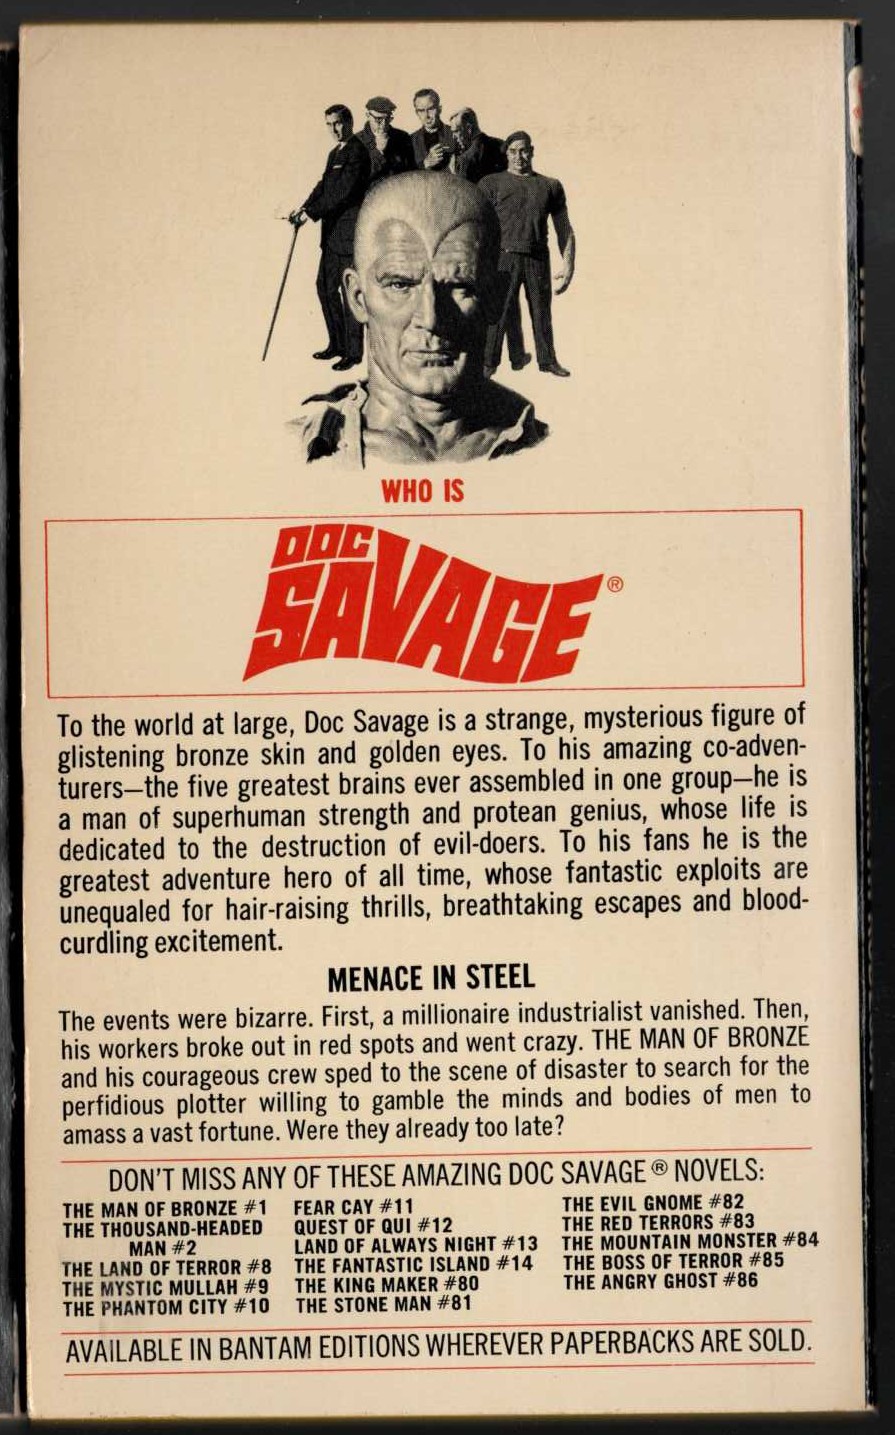 WHO IS
DOC
SAVAGE®
To the world at large, Doc Savage is a strange, mysterious figure of
glistening bronze skin and golden eyes. To his amazing co-adven-
turers—the five greatest brains ever assembled in one group—he is
a man of superhuman strength and protean genius, whose life is
dedicated to the destruction of evil-doers. To his fans he is the
greatest adventure hero of all time, whose fantastic exploits are
unequaled for hair-raising thrills, breathtaking escapes and blood-
curdling excitement.
MENACE IN STEEL
The events were bizarre. First, a millionaire industrialist vanished. Then,
his workers broke out in red spots and went crazy. THE MAN OF BRONZE
and his courageous crew sped to the scene of disaster to search for the
perfidious plotter willing to gamble the minds and bodies of men to
amass a vast fortune. Were they already too late?
DON'T MISS ANY OF THESE AMAZING DOC SAVAGE® NOVELS:
THE MAN OF BRONZE #1
THE THOUSAND-HEADED
MAN #2
THE LAND OF TERROR #8
THE MYSTIC MULLAH #9
THE PHANTOM CITY #10
FEAR CAY #11
QUEST OF QUI #12
LAND OF ALWAYS NIGHT #13
THE FANTASTIC ISLAND #14
THE KING MAKER #80
THE STONE MAN #81
THE EVIL GNOME #82
THE RED TERRORS #83
THE MOUNTAIN MONSTER #84
THE BOSS OF TERROR #85
THE ANGRY GHOST #86
AVAILABLE IN BANTAM EDITIONS WHEREVER PAPERBACKS ARE SOLD.